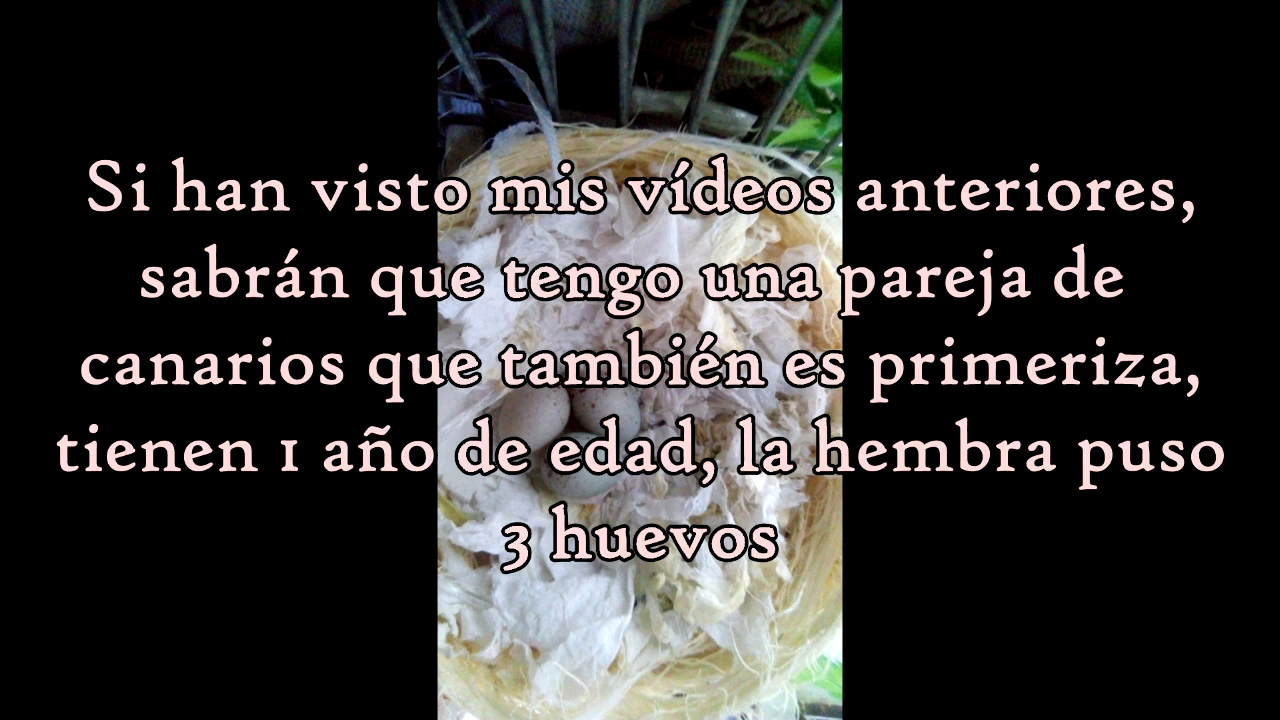 Si han visto mis vídeos anteriores,
sabrán que tengo una pareja de
canarios que también es primeriza,
tienen 1 año de edad, la hembra puso
3 huevos